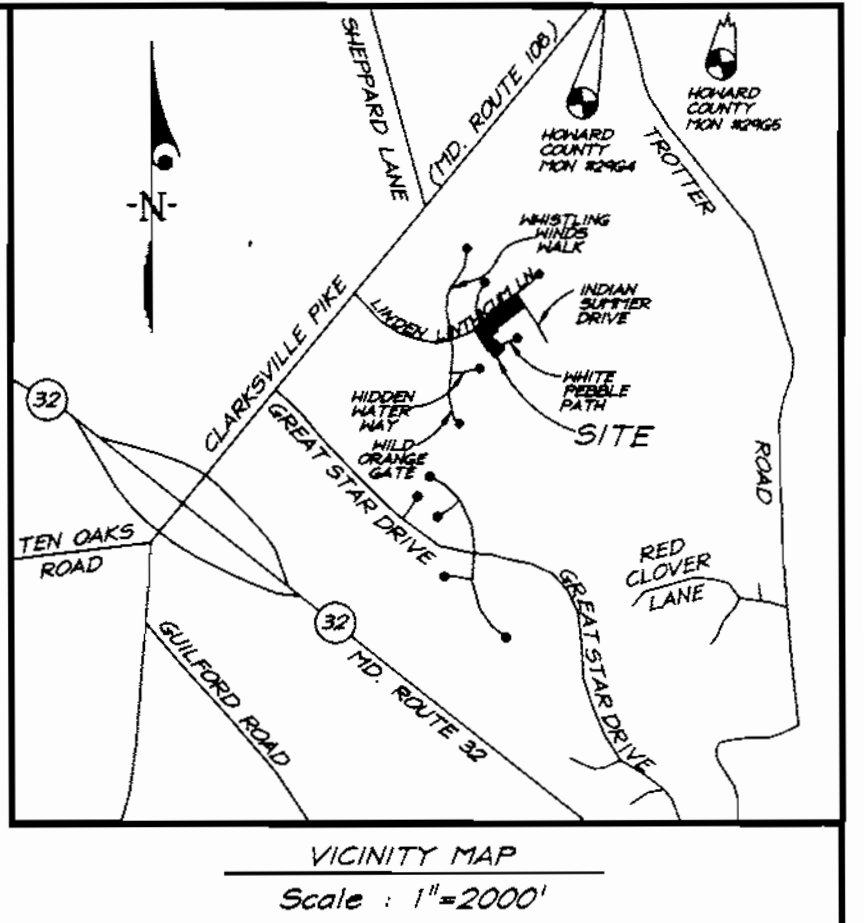 SHEPPARD LANE
(MD. ROUTE 108)
HOWARD
COUNTY
MON #29G4
HOWARD
COUNTY
MON #29G5
TROTTER
-N-
WHISTLING
WINDS
WALK
CLARKSVILLE PIKE
LINDEN LINTHICUM LN
INDIAN
SUMMER
DRIVE
32
HIDDEN
WATER
WAY
WHITE
PEBBLE
PATH
SITE
WILD
ORANGE
GATE
GREAT STAR DRIVE
ROAD
TEN OAKS
ROAD
RED
CLOVER
LANE
GREAT STAR DRIVE
32
GUILFORD ROAD
MD. ROUTE 32
VICINITY MAP
Scale : 1"=2000'